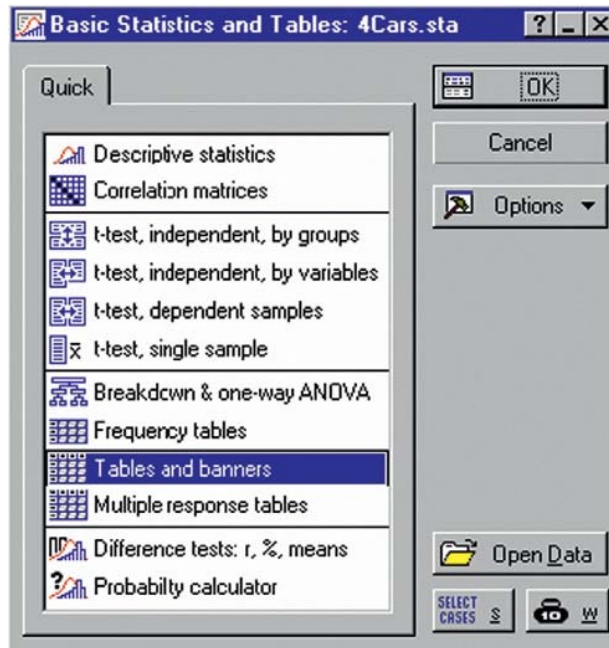 Basic Statistics and Tables: 4Cars.sta
Quick
OK
Cancel
Options
Descriptive statistics
Correlation matrices
t-test, independent, by groups
t-test, independent, by variables
t-test, dependent samples
t-test, single sample
Breakdown & one-way ANOVA
Frequency tables
Tables and banners
Multiple response tables
Difference tests: r, %, means
Probabilty calculator
Open Data
SELECT CASES S
10 W